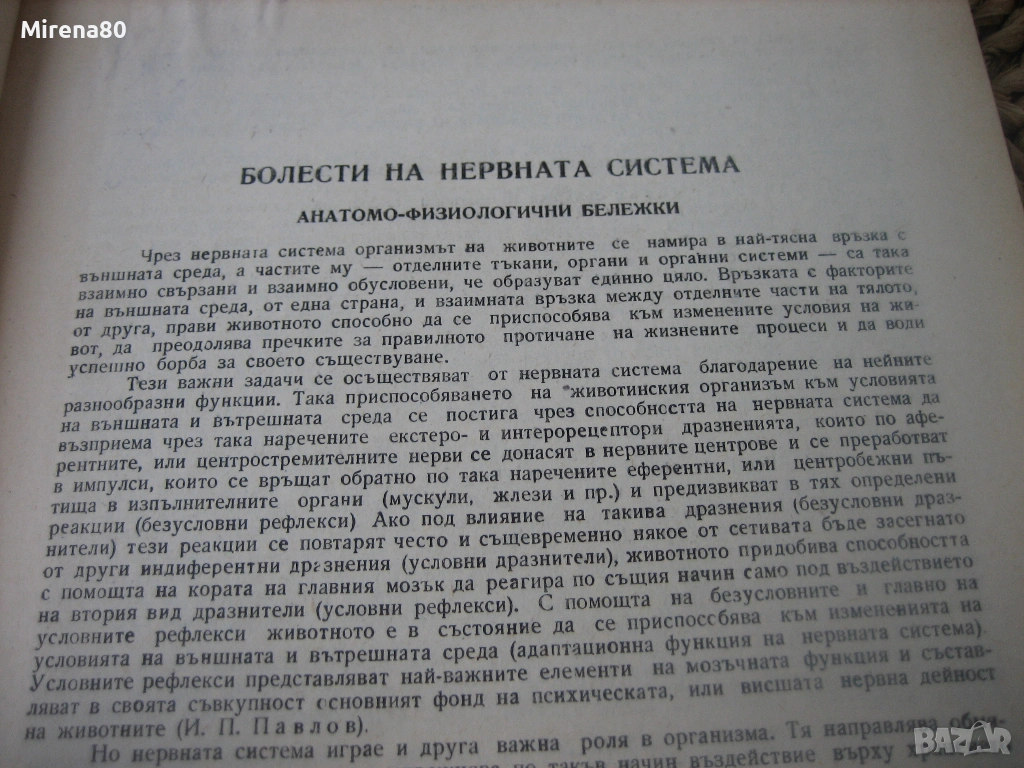 Mirena80
БОЛЕСТИ НА НЕРВНАТА СИСТЕМА
АНАТОМО-ФИЗИОЛОГИЧНИ БЕЛЕЖКИ
Чрез нервната система организмът на животните се намира в най-тясна връзка с
външната среда, а частите му — отделните тъкани, органи и органни системи — са така
взаимно свързани и взаимно обусловени, че образуват единно цяло. Връзката с факторите
на външната среда, от една страна, и взаимната връзка между отделните части на тялото,
от друга, прави животното способно да се приспособява към изменените условия на жи-
вот, да преодолява пречките за правилното протичане на жизнените процеси и да води
успешно борба за своето съществуване.
Тези важни задачи се осъществяват от нервната система благодарение на нейните
разнообразни функции. Така приспособяването на животинския организъм към условията
на външната и вътрешната среда се постига чрез способността на нервната система да
възприема чрез така наречените екстеро- и интерорецептори дразненията, които по афе-
рентните, или центростремителните нерви се донасят в нервните центрове и се преработват
в импулси, които се връщат обратно по така наречените еферентни, или центробежни пъ-
тища в изпълнителните органи (мускули, жлези и пр.) и предизвикват в тях определени
реакции (безусловни рефлекси) Ако под влияние на такива дразнения (безусловни драз-
нители) тези реакции се повтарят често и същевременно някое от сетивата бъде засегнато
от други индиферентни дразнения (условни дразнители), животното придобива способността
с помощта на кората на главния мозък да реагира по същия начин само под въздействието
на втория вид дразнители (условни рефлекси). С помощта на безусловните и главно на
условните рефлекси животното е в състояние да се приспособява към измененията на
условията на външната и вътрешната среда (адаптационна функция на нервната система).
Условните рефлекси представляват най-важните елементи на мозъчната функция и състав-
ляват в своята съвкупност основният фонд на психическата, или висшата нервна дейност
на животните (И. П. Павлов).
Но нервната система играе и друга важна роля в организма. Тя направлява обми-
по такъв начин въздействие върху
BAZAR